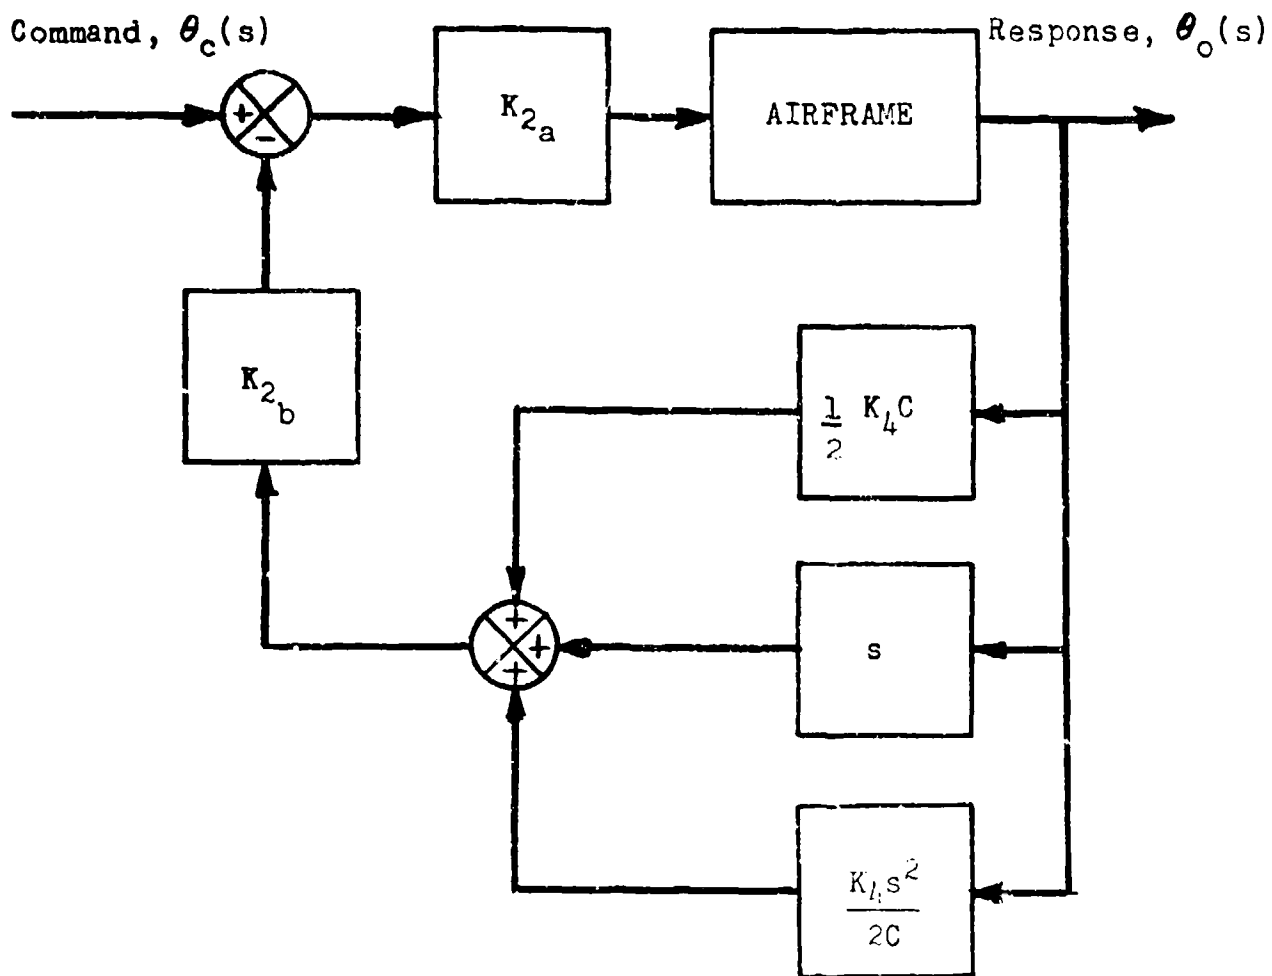 Command, θc(s)
Response, θo(s)
+
-
K2a
AIRFRAME
K2b
1/2 K4C
+
+
+
s
K4s²
2C